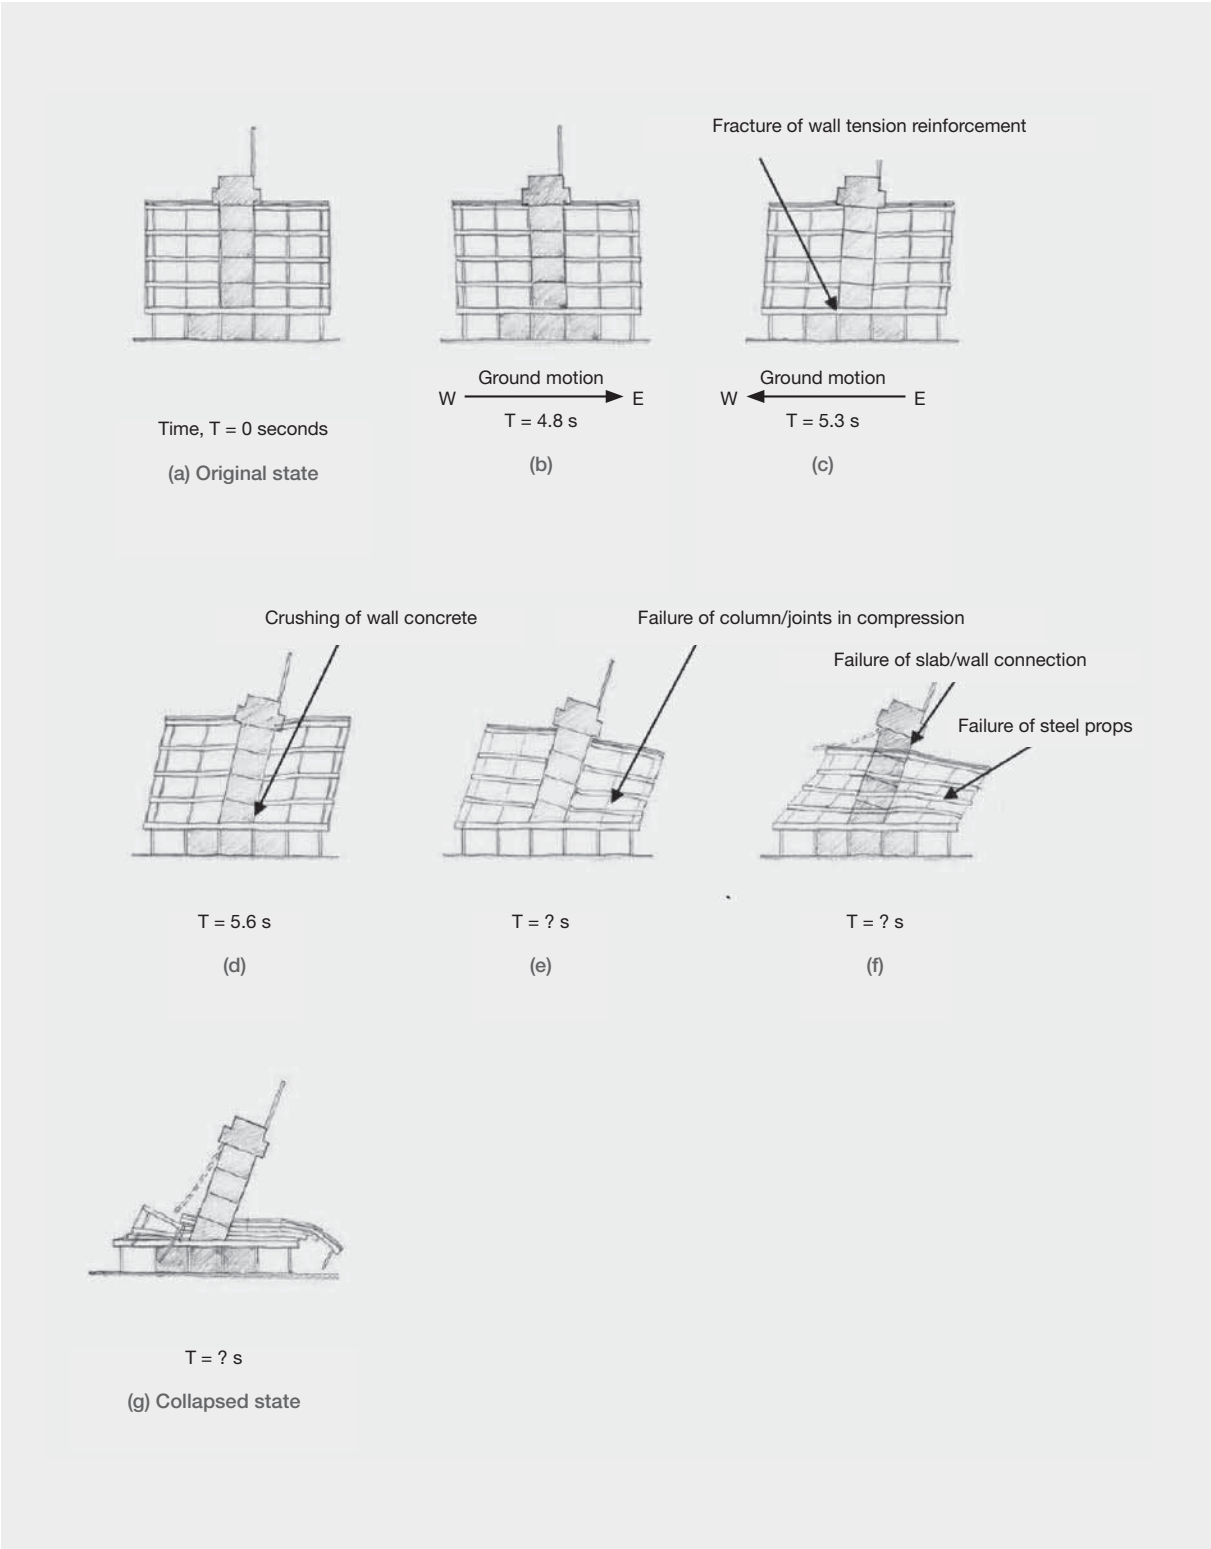 Fracture of wall tension reinforcement
Time, T = 0 seconds
(a) Original state
Ground motion
W E
T = 4.8 s
(b)
Ground motion
W E
T = 5.3 s
(c)
Crushing of wall concrete
Failure of column/joints in compression
Failure of slab/wall connection
Failure of steel props
T = 5.6 s
(d)
T = ? s
(e)
T = ? s
(f)
T = ? s
(g) Collapsed state